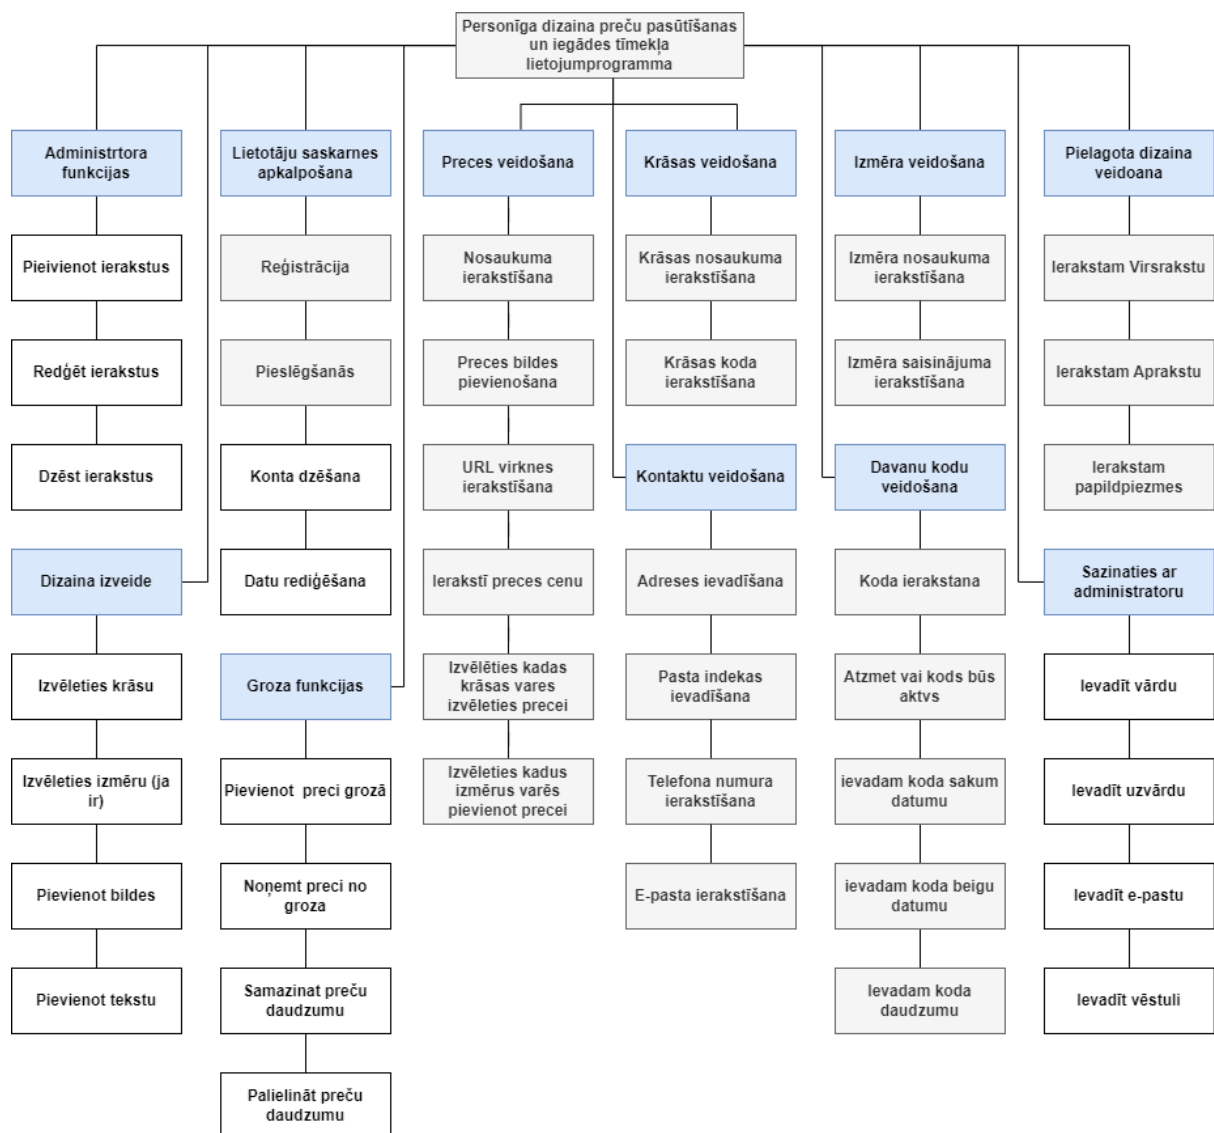 Personīga dizaina preču pasūtīšanas
un iegādes tīmekļa
lietojumprogramma
Administrtora
funkcijas
Pieivienot ierakstus
Redģēt ierakstus
Dzēst ierakstus
Dizaina izveide
Izvēleties krāsu
Izvēleties izmēru (ja
ir)
Pievienot bildes
Pievienot tekstu
Lietotāju saskarnes
apkalpošana
Reģistrācija
Pieslēgšanās
Konta dzēšana
Datu rediģēšana
Groza funkcijas
Pievienot preci grozā
Noņemt preci no
groza
Samazinat preču
daudzumu
Palielināt preču
daudzumu
Preces veidošana
Nosaukuma
ierakstīšana
Preces bildes
pievienošana
URL virknes
ierakstīšana
Ierakstī preces cenu
Izvēlēties kadas
krāsas vares
izvēleties precei
Izvēleties kadus
izmērus varēs
pievienot precei
Krāsas veidošana
Krāsas nosaukuma
ierakstīšana
Krāsas koda
ierakstīšana
Kontaktu veidošana
Adreses ievadīšana
Pasta indekas
ievadīšana
Telefona numura
ierakstīšana
E-pasta ierakstīšana
Izmēra veidošana
Izmēra nosaukuma
ierakstīšana
Izmēra saisinājuma
ierakstīšana
Davanu kodu
veidošana
Koda ierakstana
Atzmet vai kods būs
aktvs
ievadam koda sakum
datumu
ievadam koda beigu
datumu
Ievadam koda
daudzumu
Pielagota dizaina
veidoana
Ierakstam Virsrakstu
Ierakstam Aprakstu
Ierakstam
papildpiezmes
Sazinaties ar
administratoru
Ievadīt vārdu
Ievadīt uzvārdu
Ievadīt e-pastu
Ievadīt vēstuli